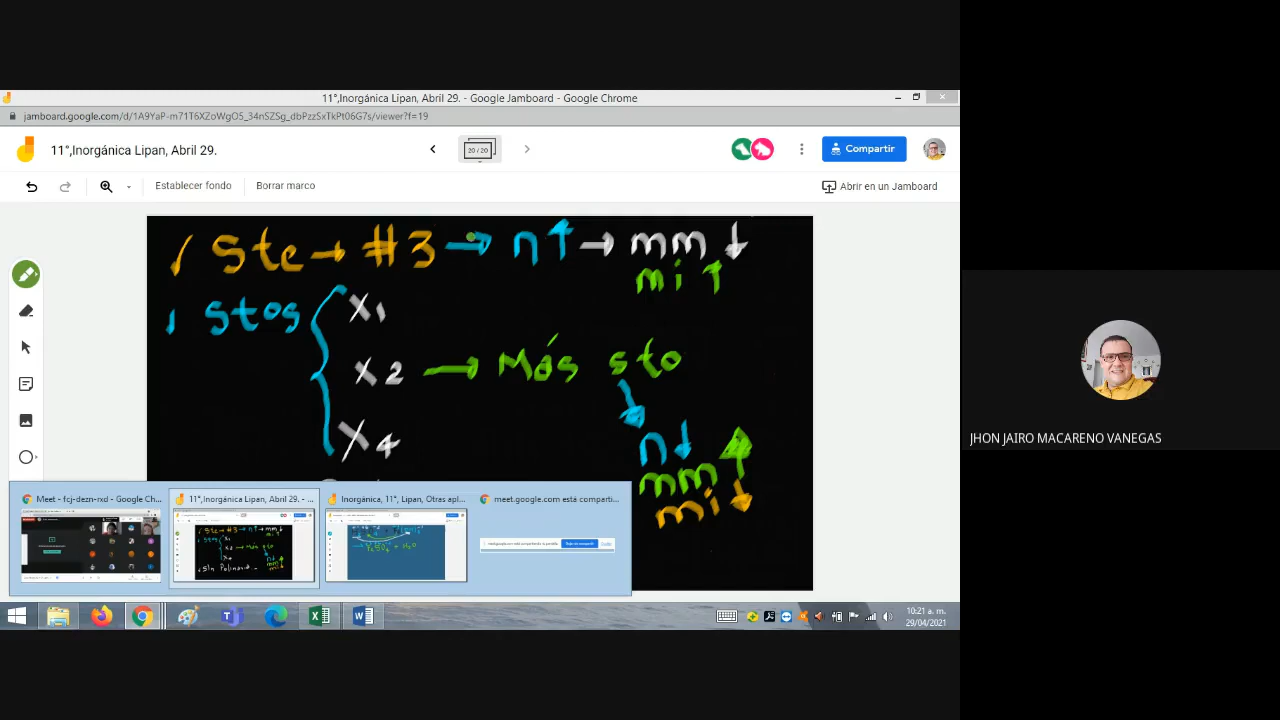 11°,Inorgánica Lipan, Abril 29. - Google Jamboard - Google Chrome
jamboard.google.com/d/1A9YaP-m71T6XZoWgO5_34nSZSg_dbPzzSxTkPt06G7s/viewer?f=19
11°,Inorgánica Lipan, Abril 29.
20 / 20
Compartir
Establecer fondo
Borrar marco
Abrir en un Jamboard
Ste → #3 → n↑ → mm↓
mi ↑
stos { X1
X2 → Más sto
X4
n↓
mm↑
mi↓
Meet - fcj-dezn-rxd - Google Ch...
11°,Inorgánica Lipan, Abril 29. - ...
Inorgánica, 11°, Lipan, Otras apl...
meet.google.com está comparti...
JHON JAIRO MACARENO VANEGAS
10:21 a. m.
29/04/2021